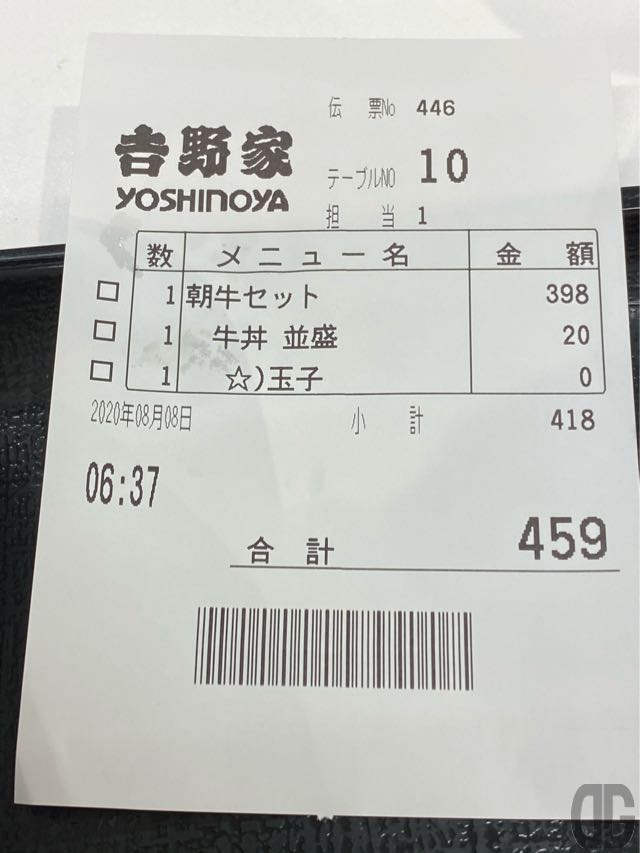 伝票No 446
吉野家
YOSHINOYA
テーブルNO 10
担当 1
数 メニュー名 金額
□ 1 朝牛セット 398
□ 1 牛丼 並盛 20
□ 1 ☆)玉子 0
2020年08月08日 小計 418
06:37
合計 459
DG